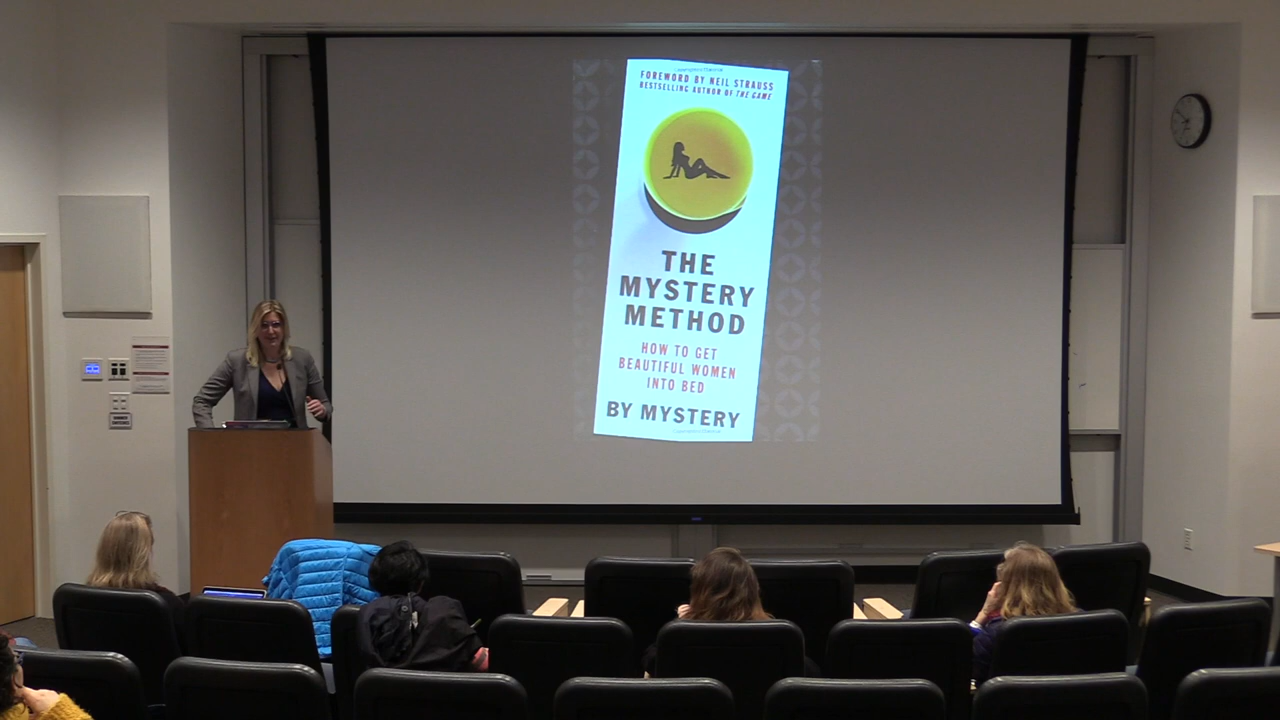 FOREWORD BY NEIL STRAUSS
BESTSELLING AUTHOR OF THE GAME
THE
MYSTERY
METHOD
HOW TO GET
BEAUTIFUL WOMEN
INTO BED
BY MYSTERY